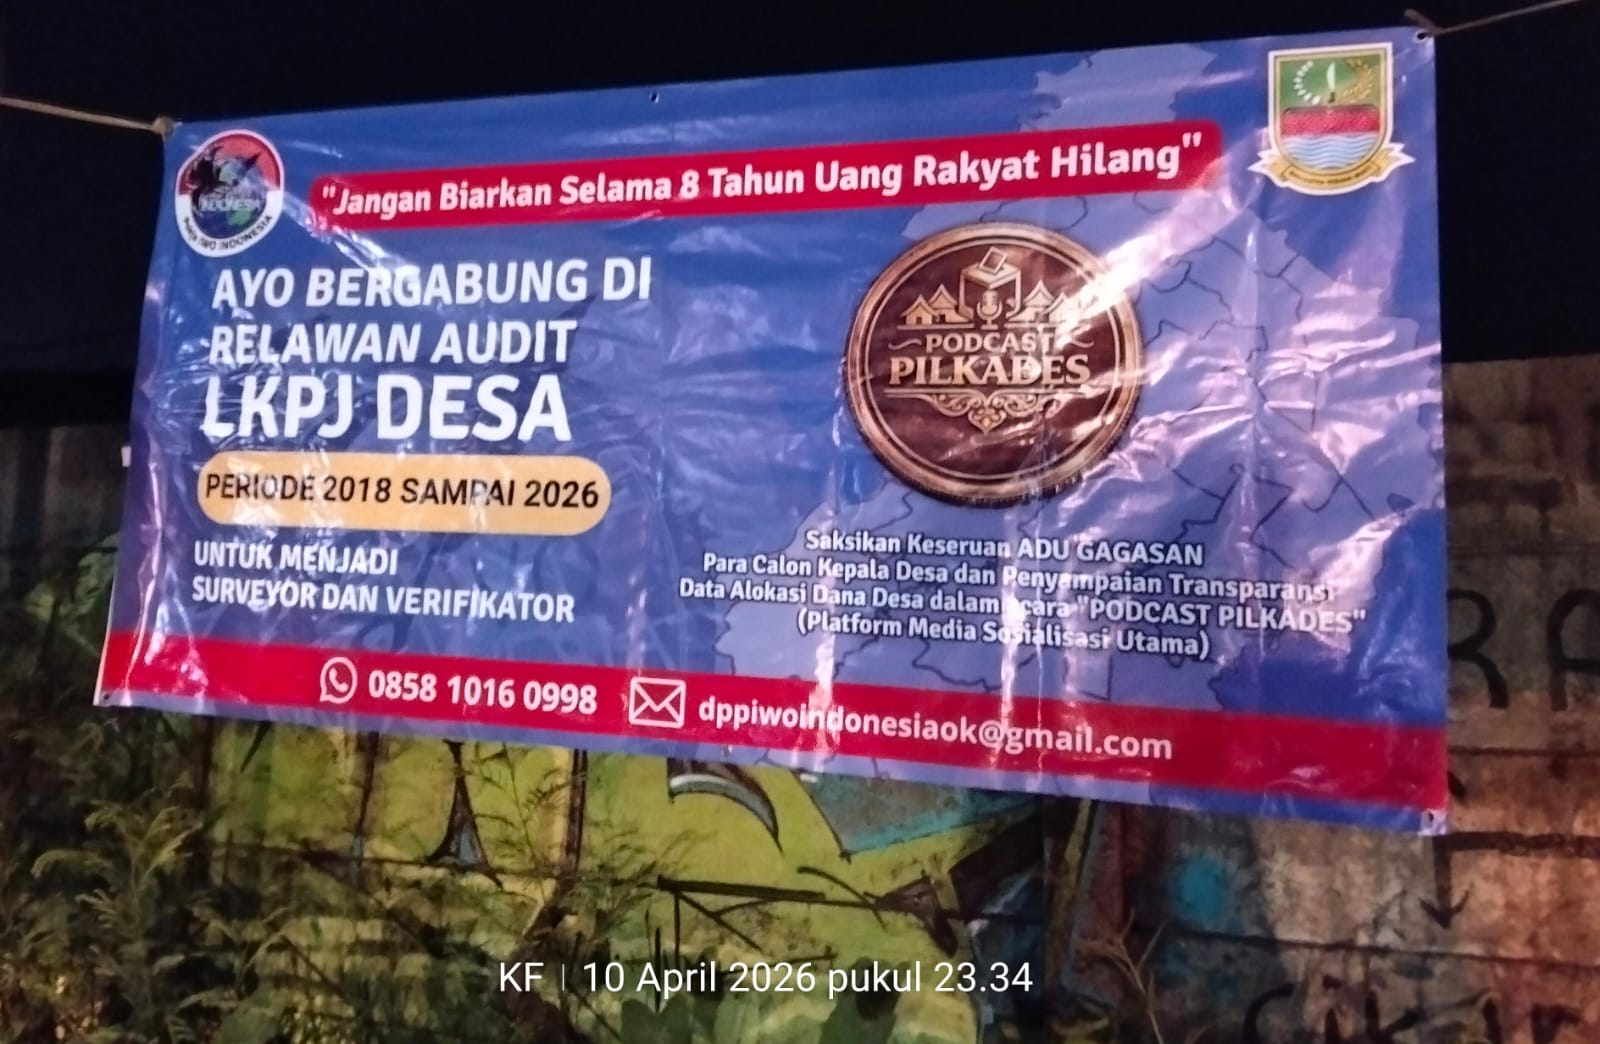 "Jangan Biarkan Selama 8 Tahun Uang Rakyat Hilang"
INDONESIA
IWO INDONESIA
AYO BERGABUNG DI
RELAWAN AUDIT
LKPJ DESA
PERIODE 2018 SAMPAI 2026
UNTUK MENJADI
SURVEYOR DAN VERIFIKATOR
PODCAST
PILKADES
Saksikan Keseruan ADU GAGASAN
Para Calon Kepala Desa dan Penyampaian Transparansi
Data Alokasi Dana Desa dalam acara "PODCAST PILKADES"
(Platform Media Sosialisasi Utama)
0858 1016 0998
dppiwoindonesiaok@gmail.com
KF | 10 April 2026 pukul 23.34